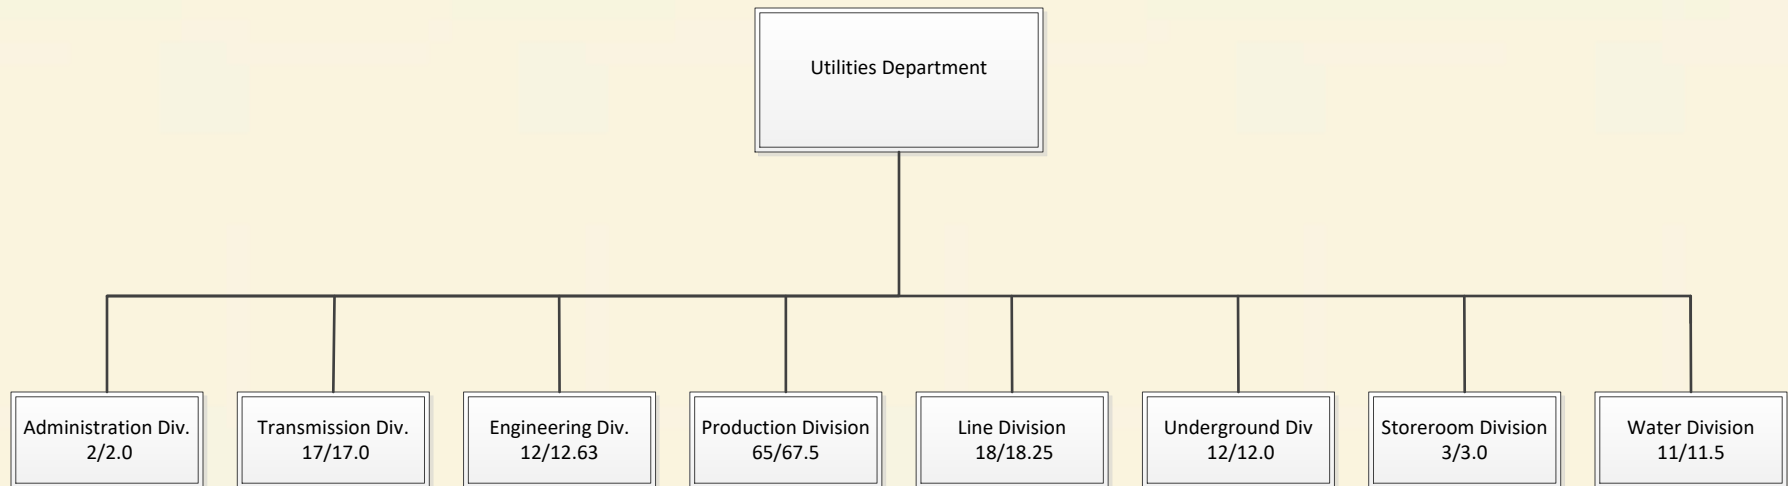 Utilities Department
Administration Div.
2/2.0
Transmission Div.
17/17.0
Engineering Div.
12/12.63
Production Division
65/67.5
Line Division
18/18.25
Underground Div
12/12.0
Storeroom Division
3/3.0
Water Division
11/11.5